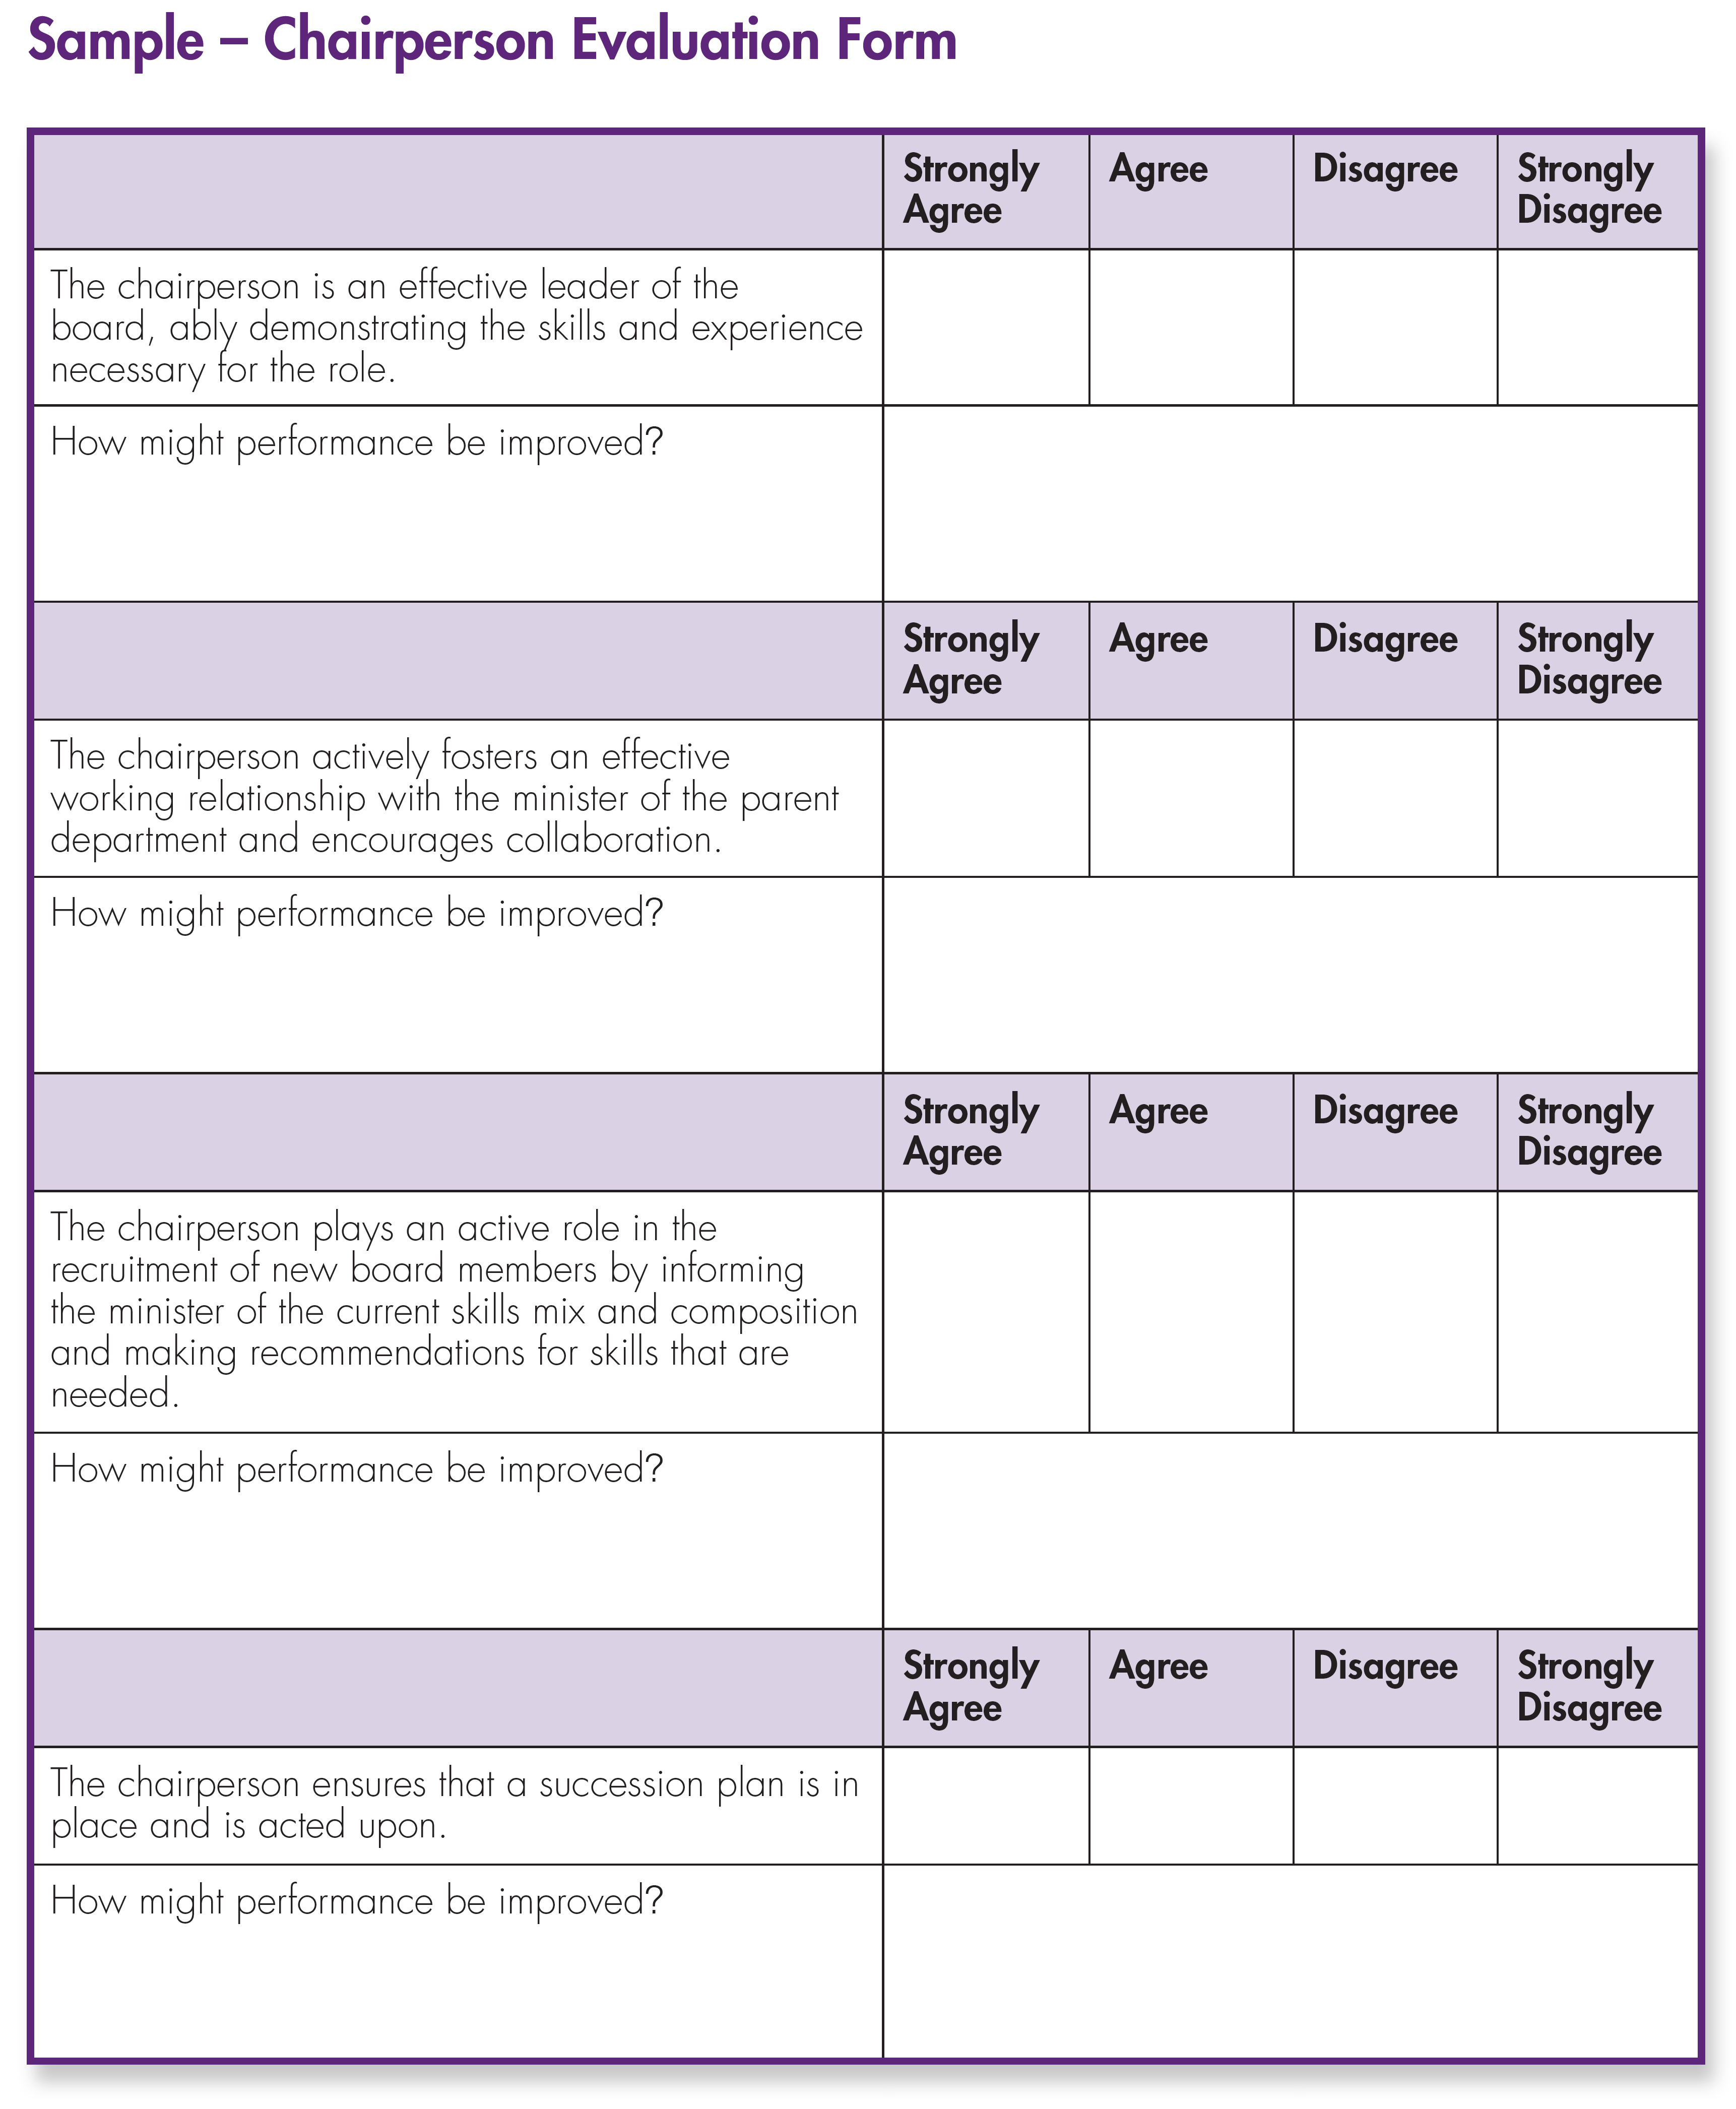 Sample – Chairperson Evaluation Form
Strongly Agree Disagree Strongly
Agree Disagree
The chairperson is an effective leader of the
board, ably demonstrating the skills and experience
necessary for the role.
How might performance be improved?
Strongly Agree Disagree Strongly
Agree Disagree
The chairperson actively fosters an effective
working relationship with the minister of the parent
department and encourages collaboration.
How might performance be improved?
Strongly Agree Disagree Strongly
Agree Disagree
The chairperson plays an active role in the
recruitment of new board members by informing
the minister of the current skills mix and composition
and making recommendations for skills that are
needed.
How might performance be improved?
Strongly Agree Disagree Strongly
Agree Disagree
The chairperson ensures that a succession plan is in
place and is acted upon.
How might performance be improved?